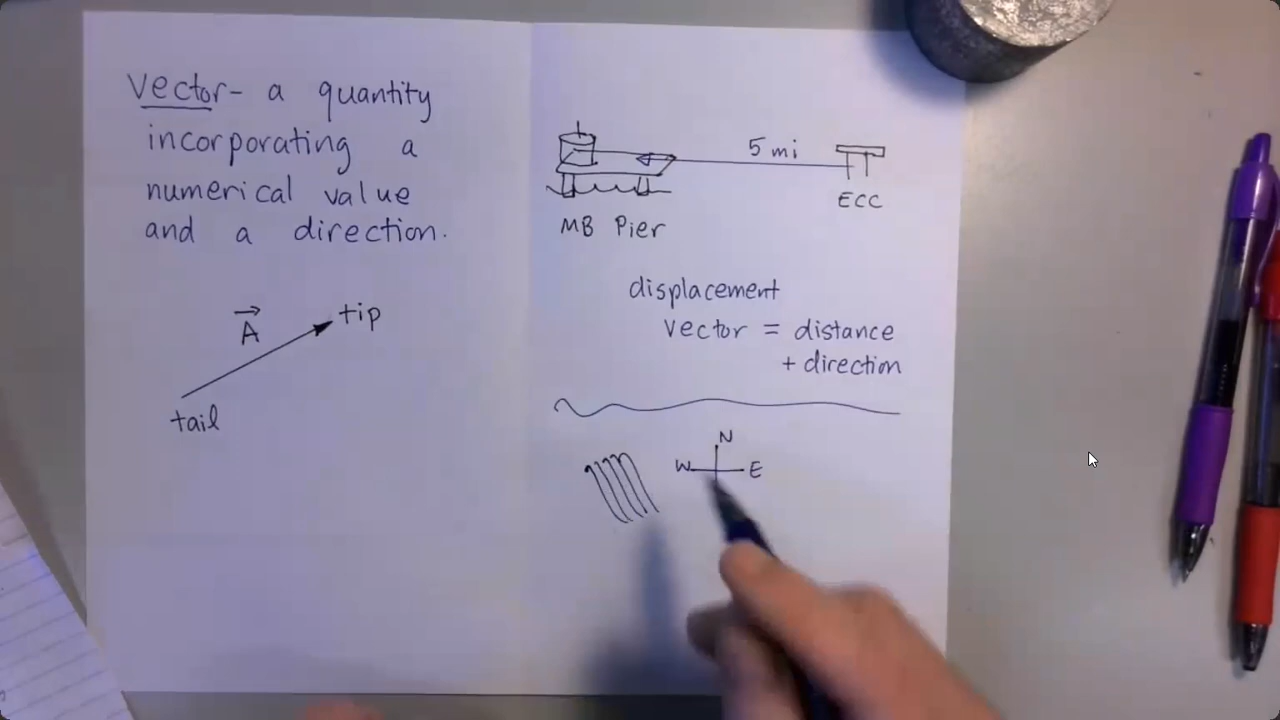 Vector- a quantity
incorporating a
numerical value
and a direction.
A
tip
tail
5 mi
ECC
MB Pier
displacement
vector = distance
+ direction
N
W E